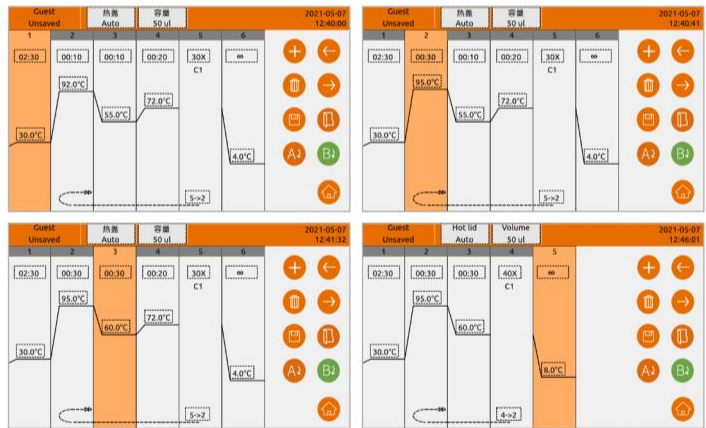 Guest
Unsaved
热盖
Auto
容量
50 ul
2021-05-07
12:40:00
1 2 3 4 5 6
02:30 00:10 00:10 00:20 30X ∞
C1
92.0°C
72.0°C
55.0°C
30.0°C
4.0°C
5->2
A B
Guest
Unsaved
热盖
Auto
容量
50 ul
2021-05-07
12:40:41
1 2 3 4 5 6
02:30 00:30 00:10 00:20 30X ∞
C1
95.0°C
72.0°C
55.0°C
30.0°C
4.0°C
5->2
A B
Guest
Unsaved
热盖
Auto
容量
50 ul
2021-05-07
12:41:32
1 2 3 4 5 6
02:30 00:30 00:30 00:20 30X ∞
C1
95.0°C
72.0°C
60.0°C
30.0°C
4.0°C
5->2
A B
Guest
Unsaved
Hot lid
Auto
Volume
50 ul
2021-05-07
12:46:01
1 2 3 4 5
02:30 00:30 00:30 40X ∞
C1
95.0°C
60.0°C
30.0°C
8.0°C
4->2
A B